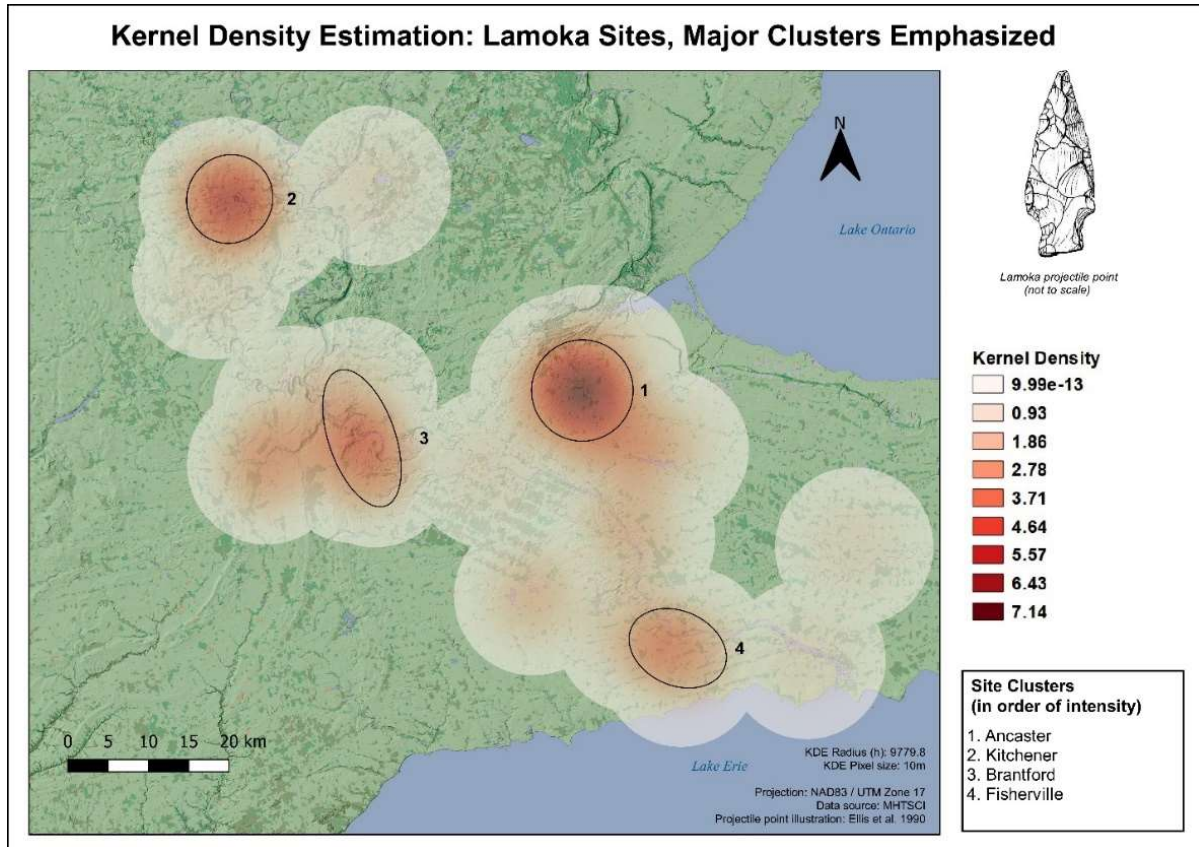 Kernel Density Estimation: Lamoka Sites, Major Clusters Emphasized
N
2
Lake Ontario
Lamoka projectile point
(not to scale)
1
3
4
Kernel Density
9.99e-13
0.93
1.86
2.78
3.71
4.64
5.57
6.43
7.14
0 5 10 15 20 km
Lake Erie
KDE Radius (h): 9779.8
KDE Pixel size: 10m
Projection: NAD83 / UTM Zone 17
Data source: MHTSCI
Projectile point illustration: Ellis et al. 1990
Site Clusters
(in order of intensity)
1. Ancaster
2. Kitchener
3. Brantford
4. Fisherville